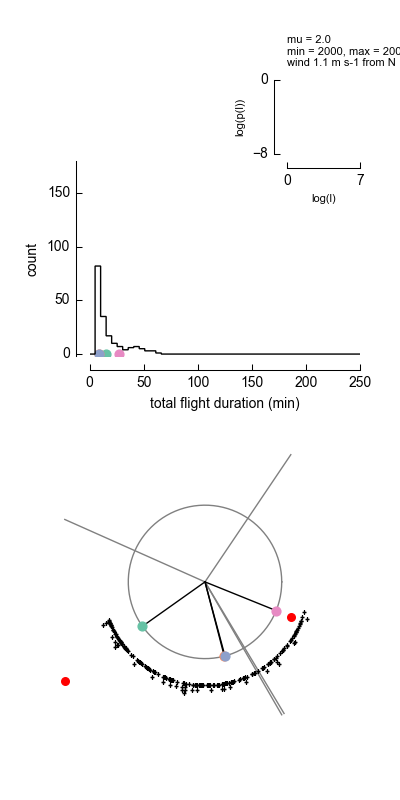 mu = 2.0
min = 2000, max = 200
wind 1.1 m s-1 from N
0
log(p(l))
−8
0 7
log(l)
150
100
50
0
count
0 50 100 150 200 250
total flight duration (min)